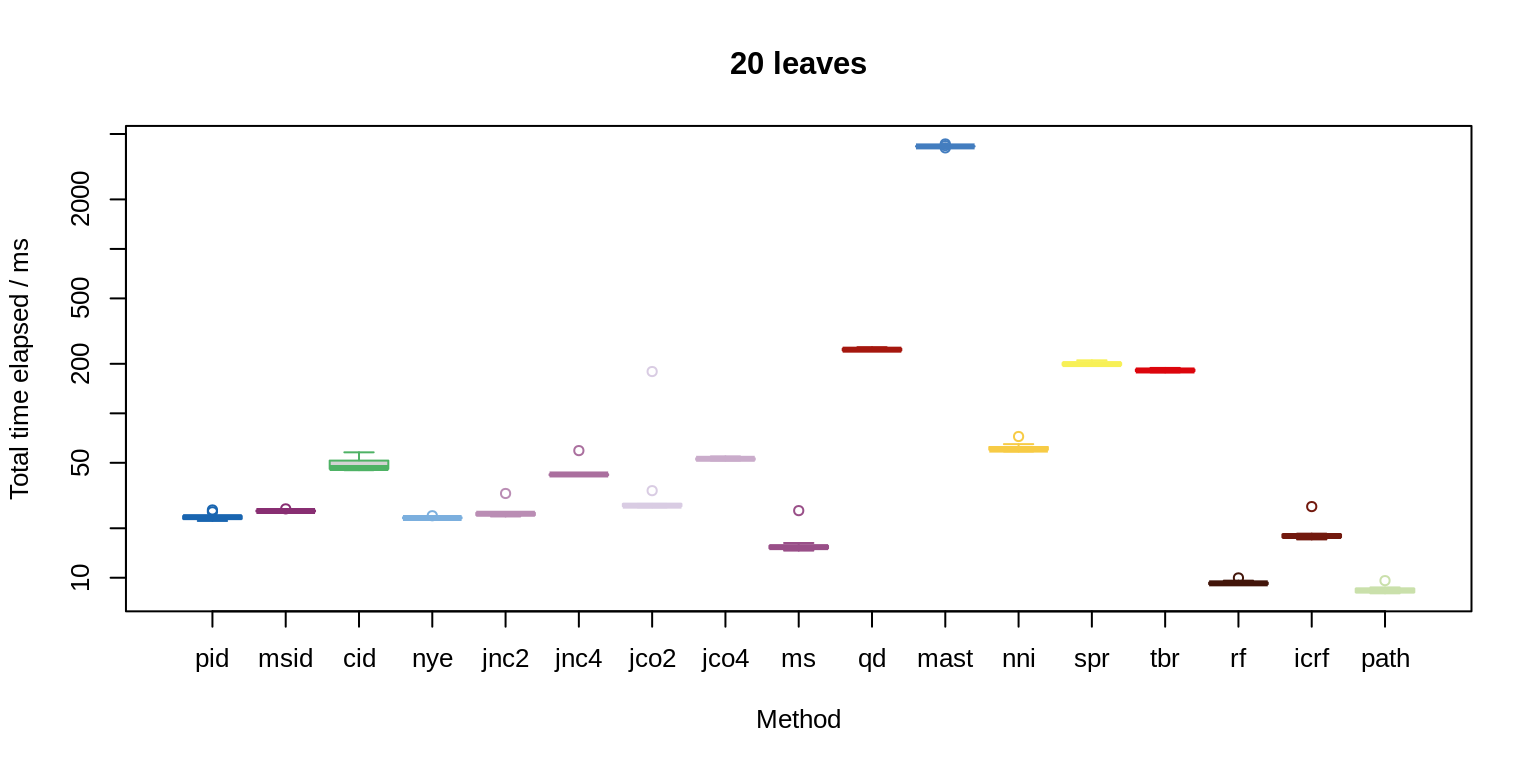 20 leaves
Total time elapsed / ms
2000
500
200
50
10
pid msid cid nye jnc2 jnc4 jco2 jco4 ms qd mast nni spr tbr rf icrf path
Method